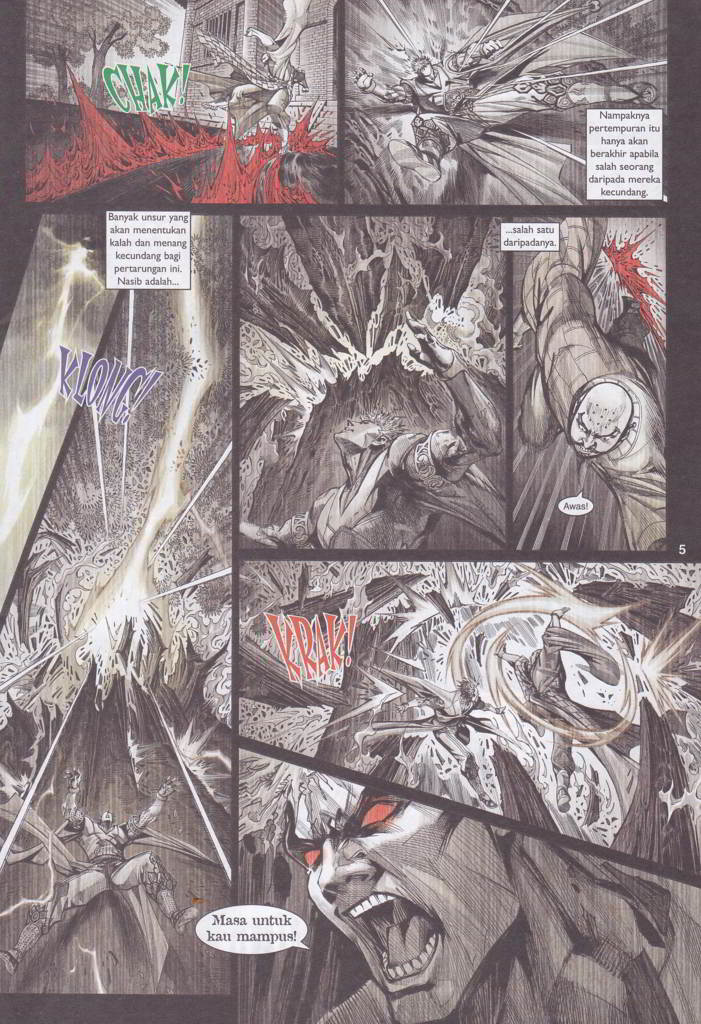 CHAK!
Nampaknya
pertempuran itu
hanya akan
berakhir apabila
salah seorang
daripada mereka
kecundang.
Banyak unsur yang
akan menentukan
kalah dan menang
kecundang bagi
pertarungan ini.
Nasib adalah...
KLONG!
...salah satu
daripadanya.
Awas!
5
KRAK!
Masa untuk
kau mampus!